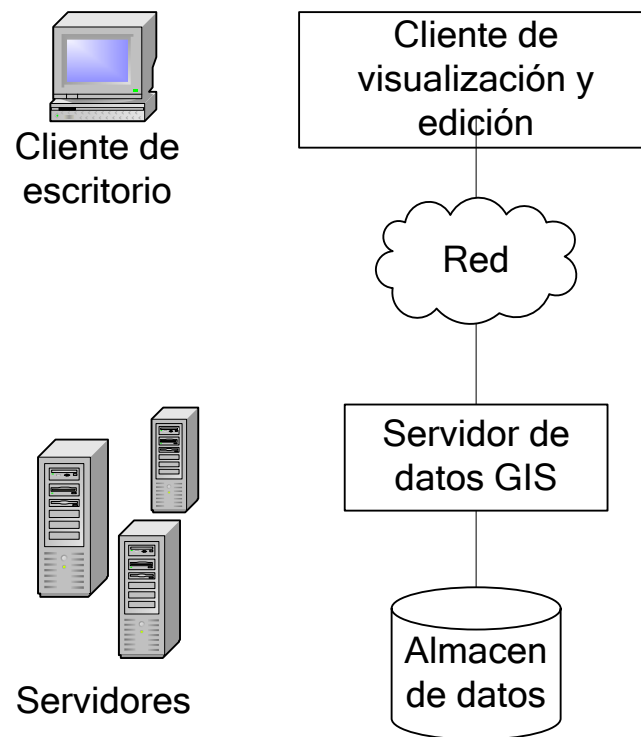 Cliente de
visualización y
edición
Cliente de
escritorio
Red
Servidor de
datos GIS
Almacen
de datos
Servidores